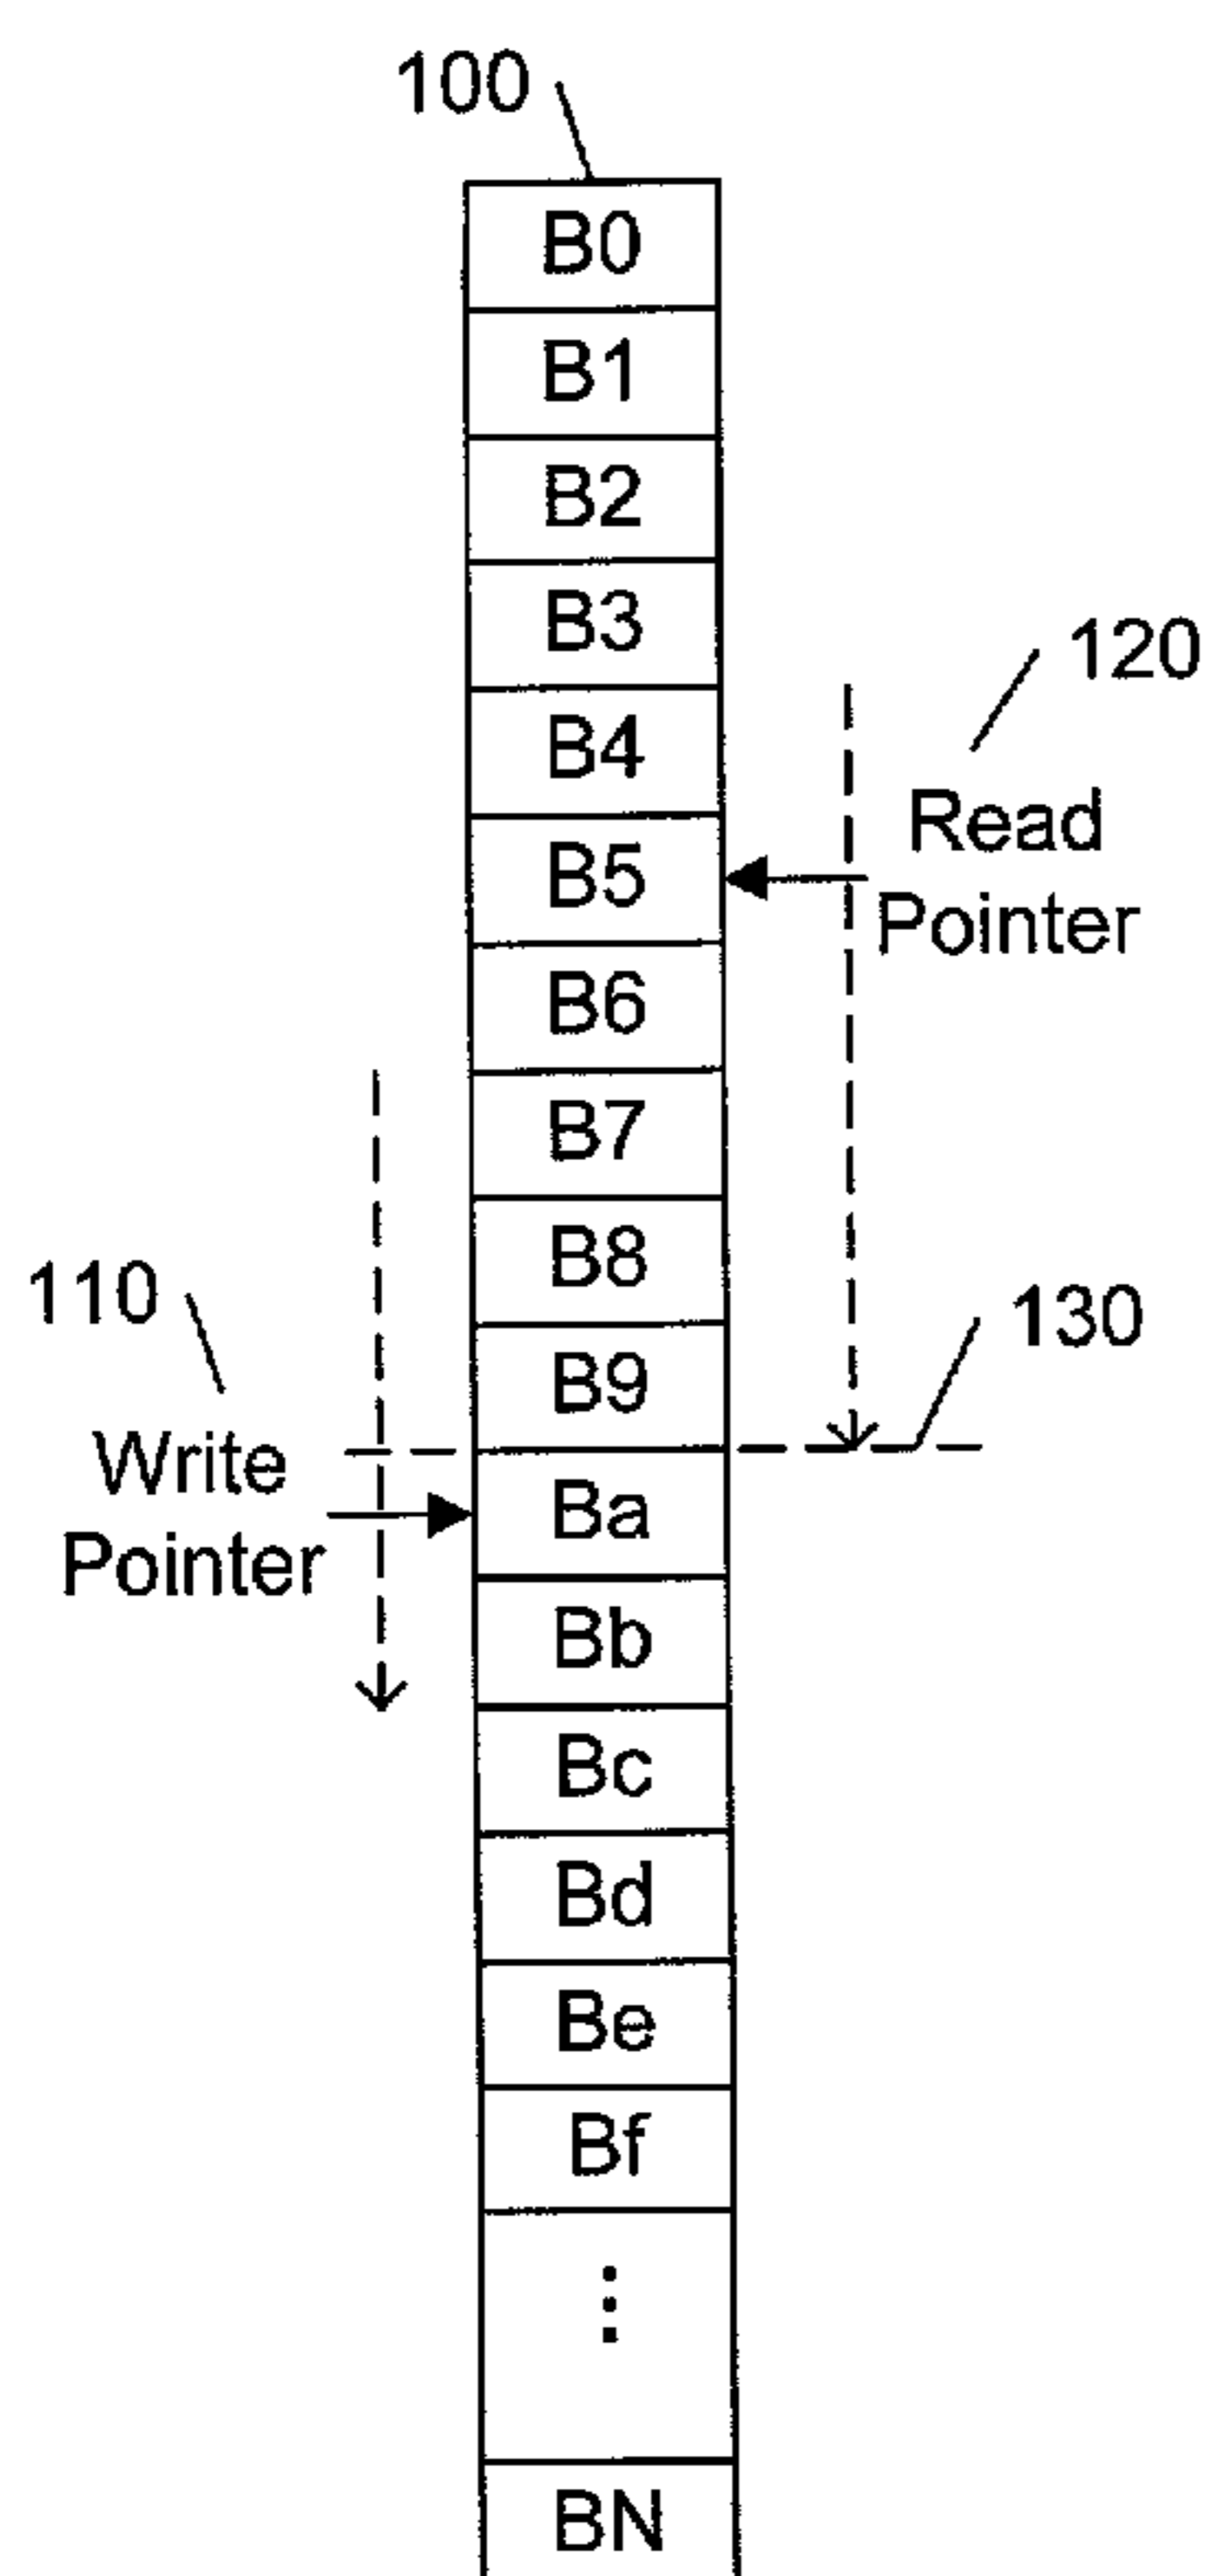 100
B0
B1
B2
B3
120
B4
Read
B5
Pointer
B6
B7
B8
110
130
B9
Write
Ba
Pointer
Bb
Bc
Bd
Be
Bf
⋮
BN